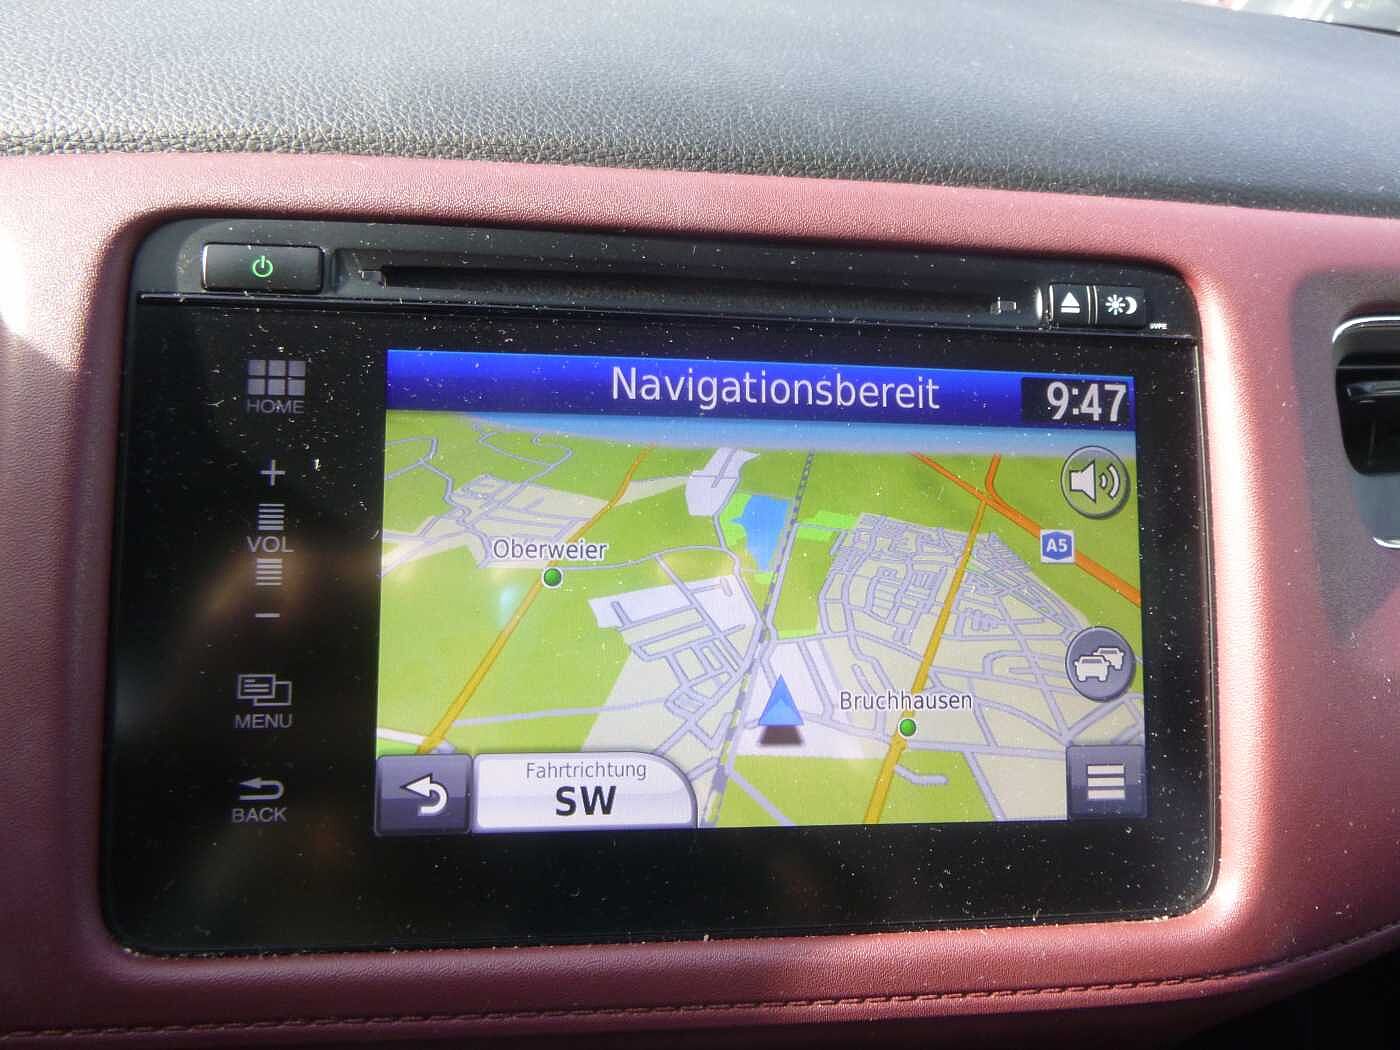 HOME
VOL
MENU
BACK
Navigationsbereit
9:47
A5
Oberweier
Bruchhausen
Fahrtrichtung
SW